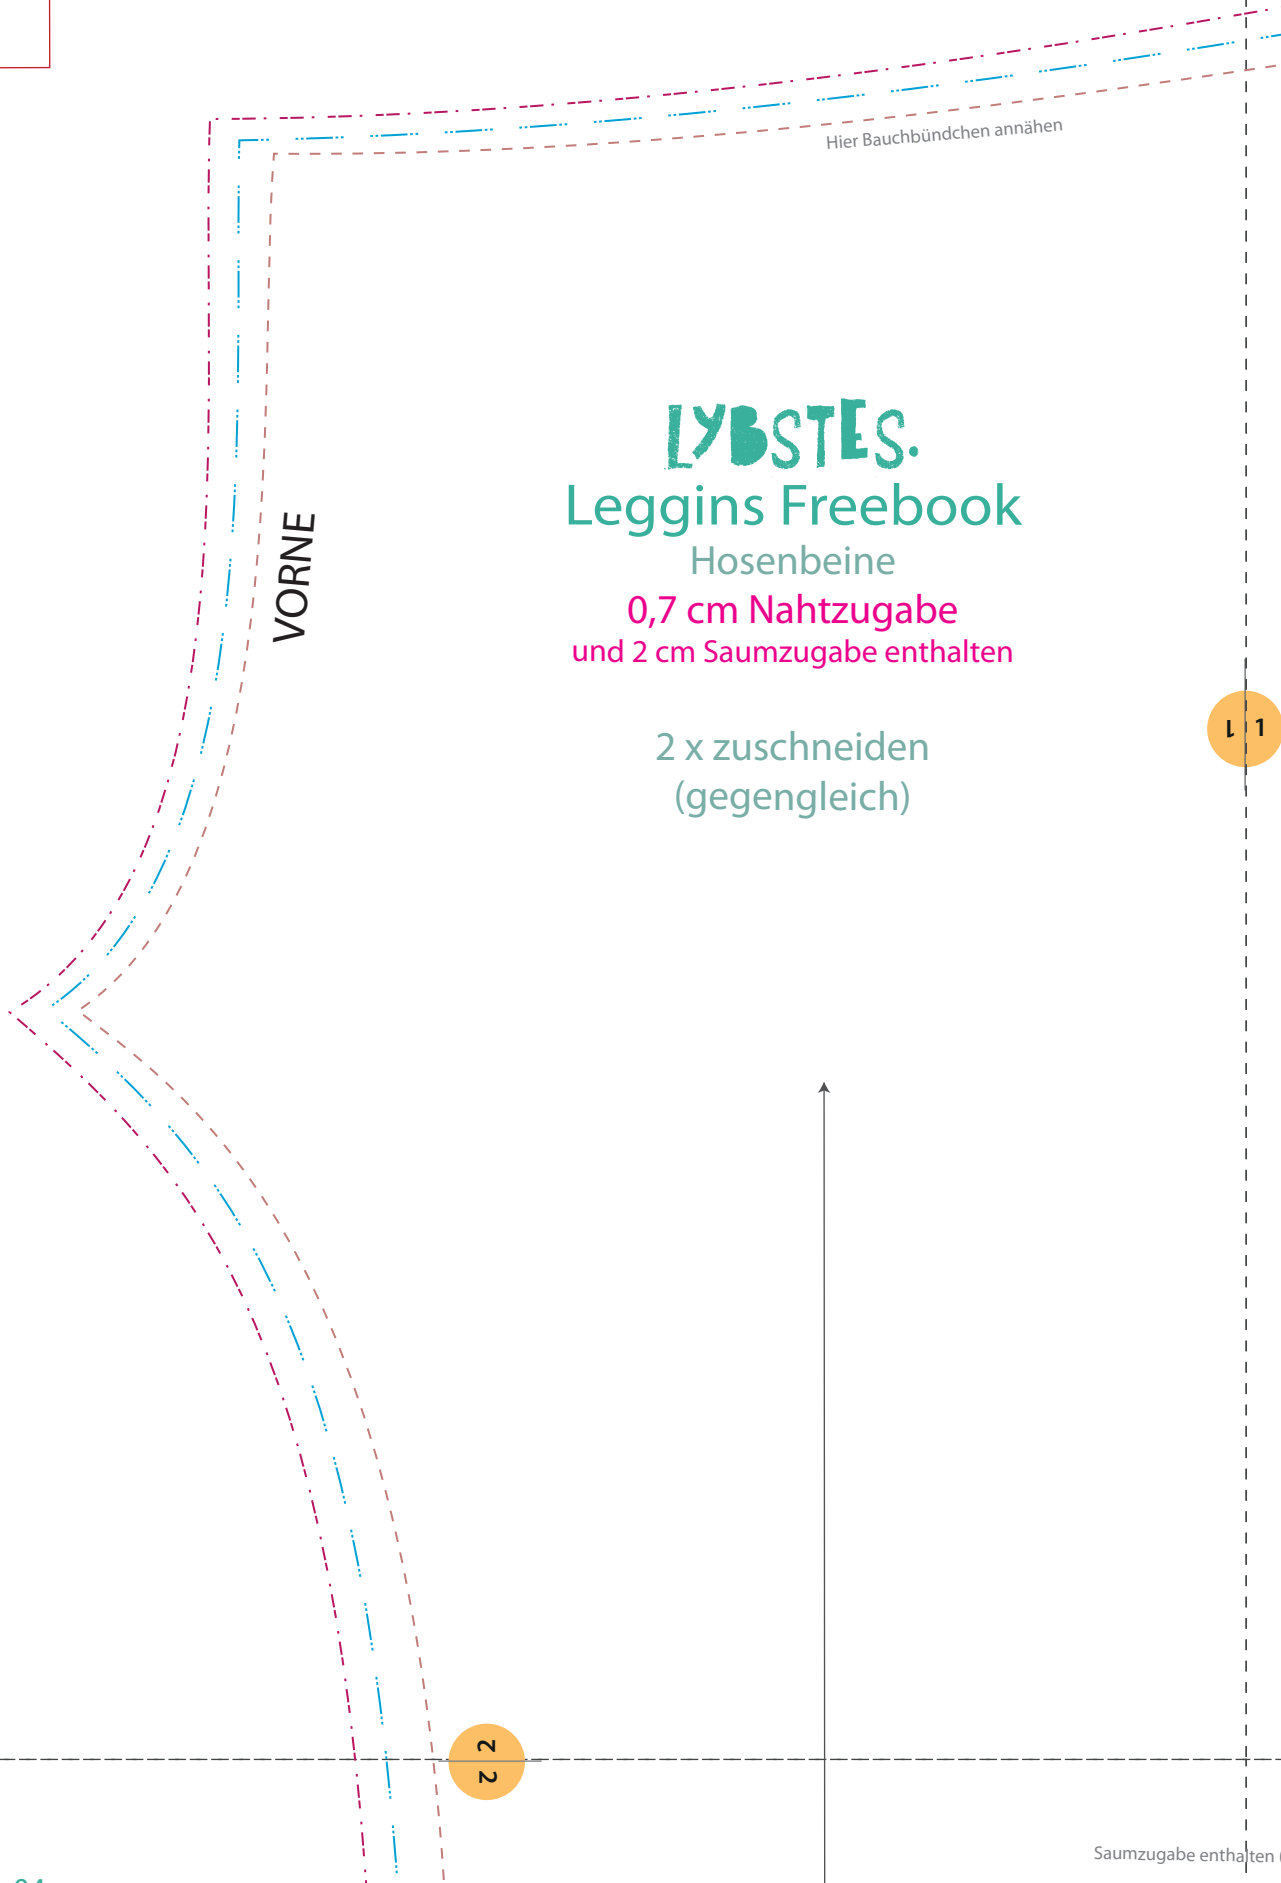 Hier Bauchbündchen annähen
LYBSTES.
Leggins Freebook
Hosenbeine
VORNE
0,7 cm Nahtzugabe
und 2 cm Saumzugabe enthalten
1 1
2 x zuschneiden
(gegengleich)
2
2
Saumzugabe enthalten (